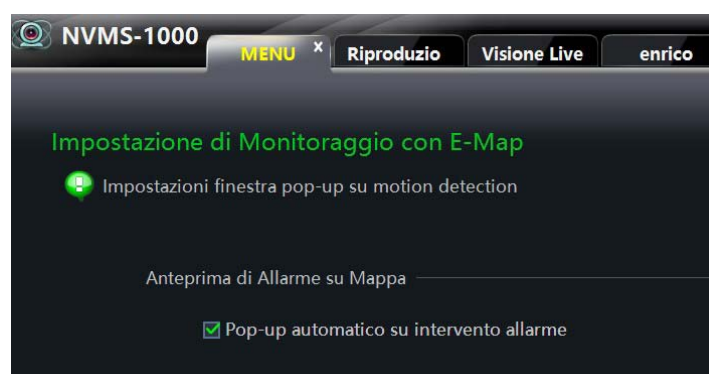 NVMS-1000
MENU x Riproduzio Visione Live enrico
Impostazione di Monitoraggio con E-Map
Impostazioni finestra pop-up su motion detection
Anteprima di Allarme su Mappa
Pop-up automatico su intervento allarme